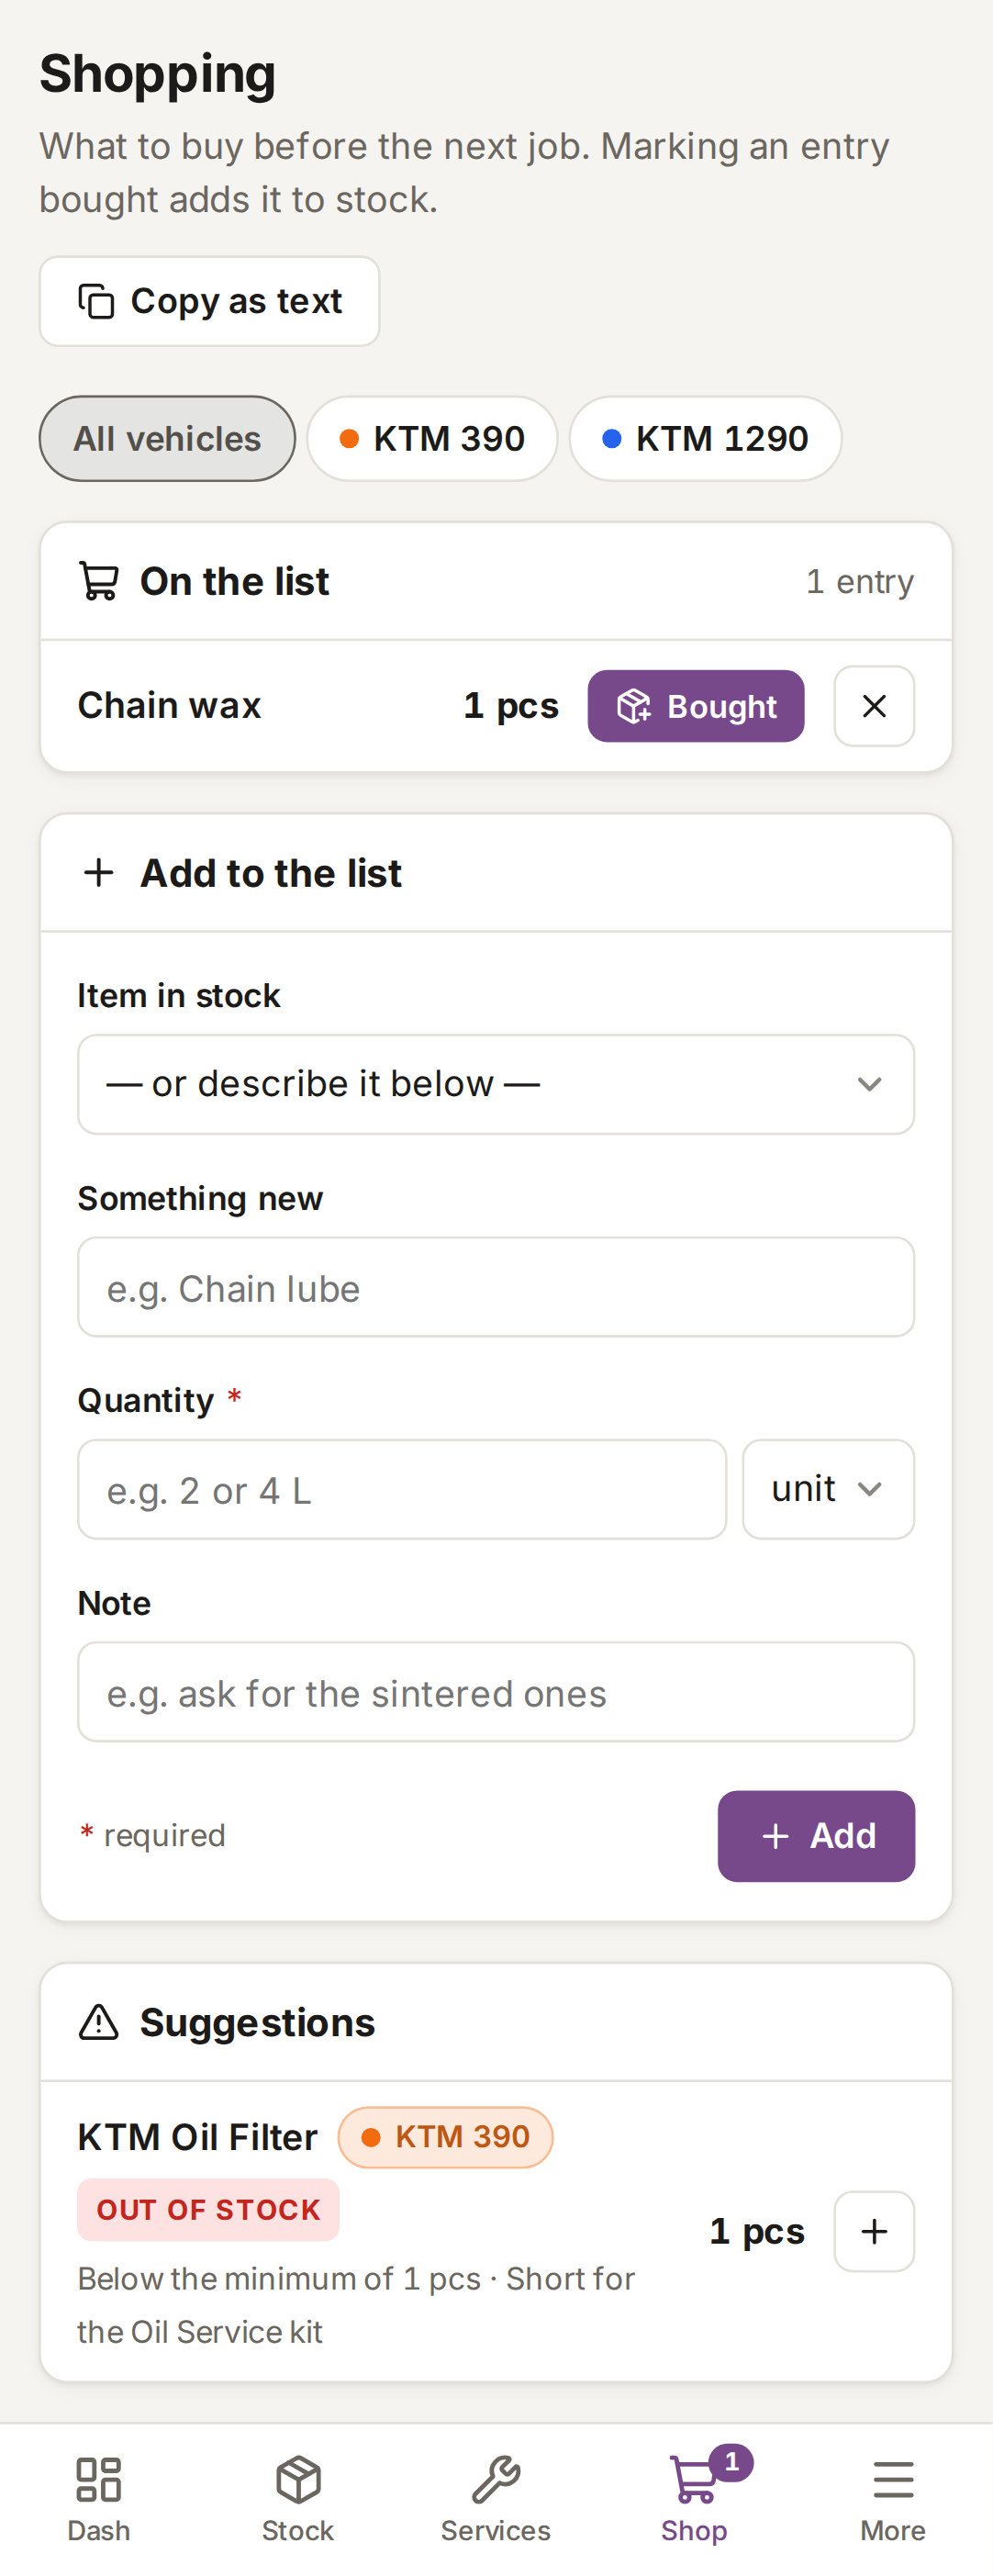 Shopping
What to buy before the next job. Marking an entry
bought adds it to stock.
Copy as text
All vehicles
KTM 390
KTM 1290
On the list
1 entry
Chain wax
1 pcs
Bought
Add to the list
Item in stock
— or describe it below —
Something new
e.g. Chain lube
Quantity *
e.g. 2 or 4 L
unit
Note
e.g. ask for the sintered ones
* required
Add
Suggestions
KTM Oil Filter
KTM 390
OUT OF STOCK
1 pcs
Below the minimum of 1 pcs · Short for
the Oil Service kit
1
Dash
Stock
Services
Shop
More